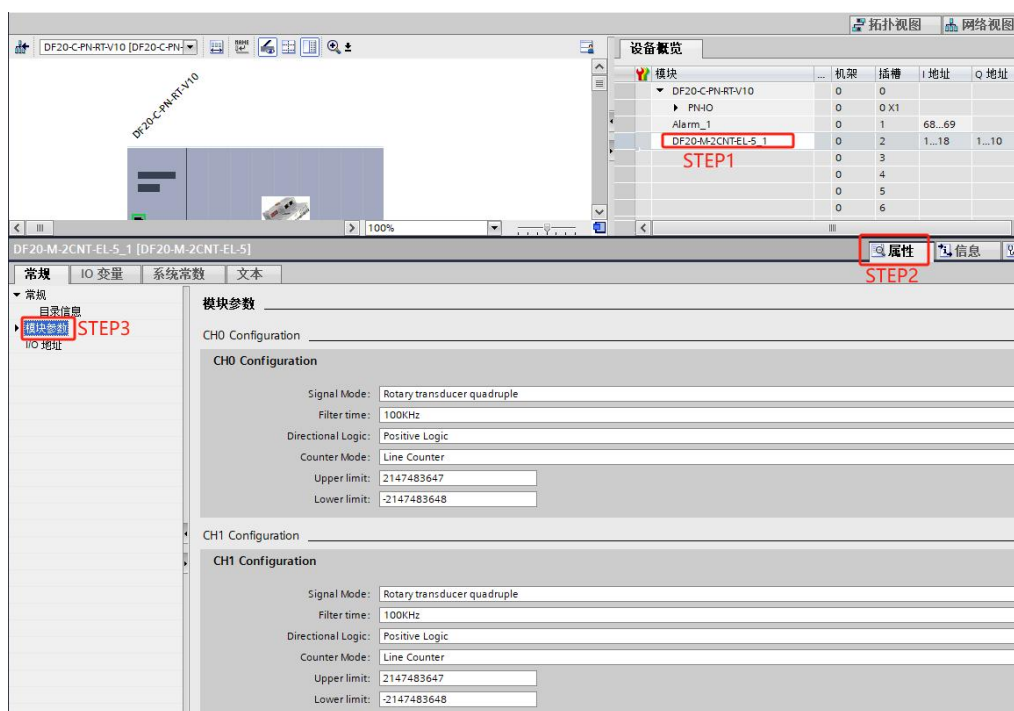 拓扑视图 网络视图
DF20-C-PN-RT-V10 [DF20-C-PN-
设备概览
DF20-C-PN-RT-V10
模块 ... 机架 插槽 I 地址 Q 地址
DF20-C-PN-RT-V10 0 0
PN-IO 0 0 X1
Alarm_1 0 1 68...69
DF20-M-2CNT-EL-5_1 0 2 1...18 1...10
STEP1
0 3
0 4
0 5
0 6
100%
DF20-M-2CNT-EL-5_1 [DF20-M-2CNT-EL-5]
属性 信息
STEP2
常规 IO 变量 系统常数 文本
常规
目录信息
模块参数 STEP3
I/O 地址
模块参数
CH0 Configuration
CH0 Configuration
Signal Mode: Rotary transducer quadruple
Filter time: 100KHz
Directional Logic: Positive Logic
Counter Mode: Line Counter
Upper limit: 2147483647
Lower limit: -2147483648
CH1 Configuration
CH1 Configuration
Signal Mode: Rotary transducer quadruple
Filter time: 100KHz
Directional Logic: Positive Logic
Counter Mode: Line Counter
Upper limit: 2147483647
Lower limit: -2147483648